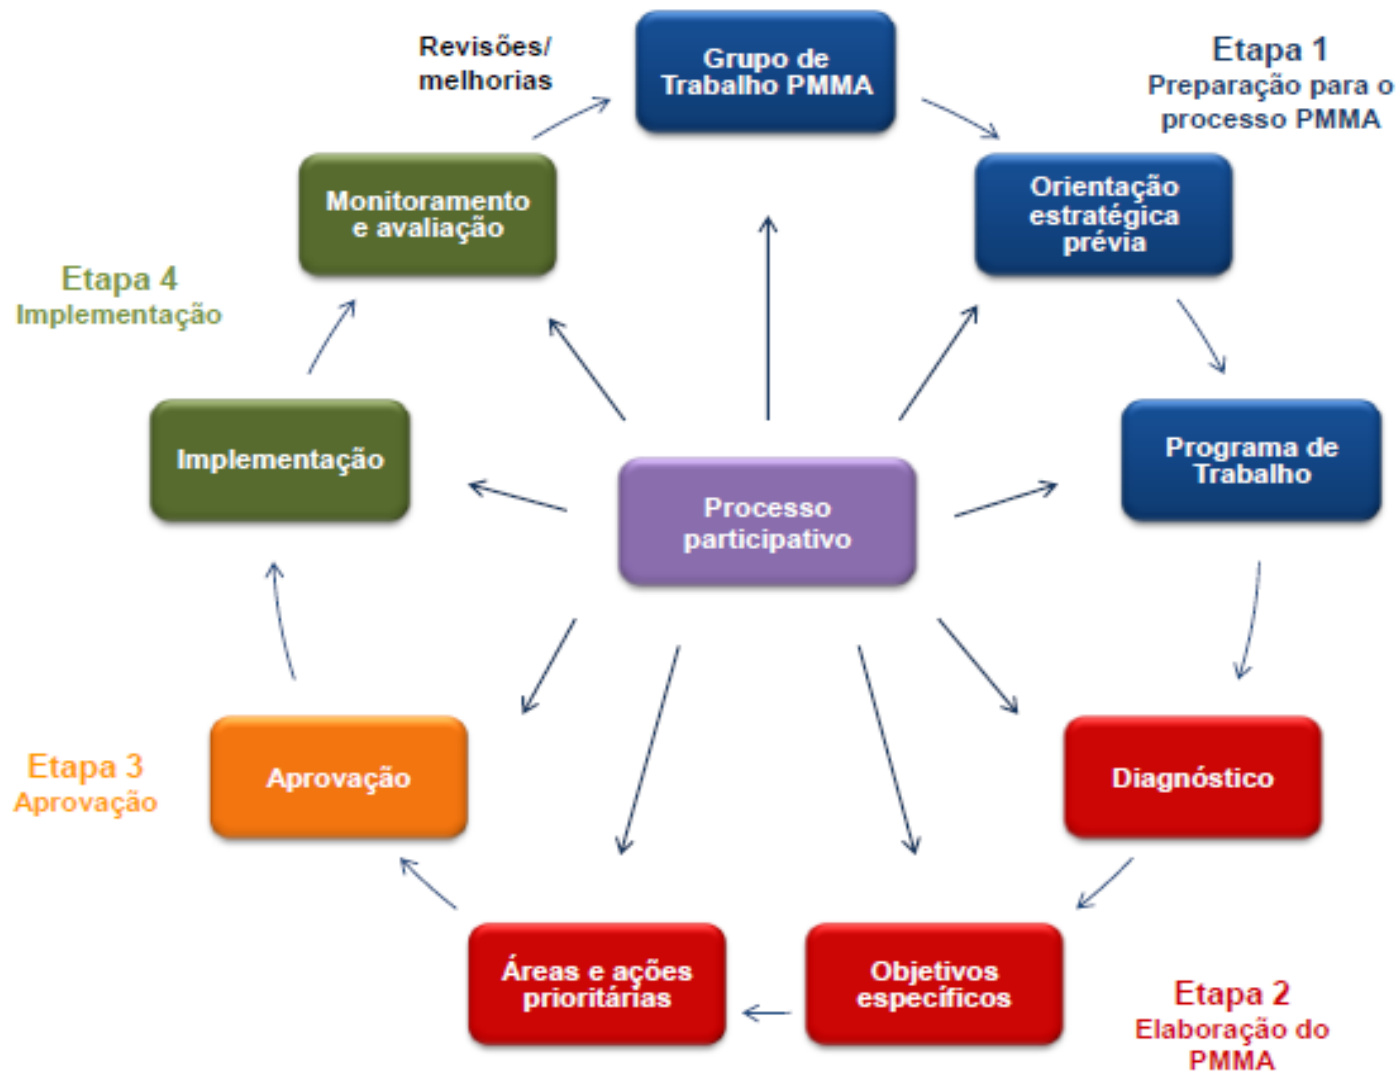 Revisões/
melhorias
Grupo de
Trabalho PMMA
Etapa 1
Preparação para o
processo PMMA
Monitoramento
e avaliação
Orientação
estratégica
prévia
Etapa 4
Implementação
Implementação
Programa de
Trabalho
Processo
participativo
Etapa 3
Aprovação
Aprovação
Diagnóstico
Áreas e ações
prioritárias
Objetivos
específicos
Etapa 2
Elaboração do
PMMA